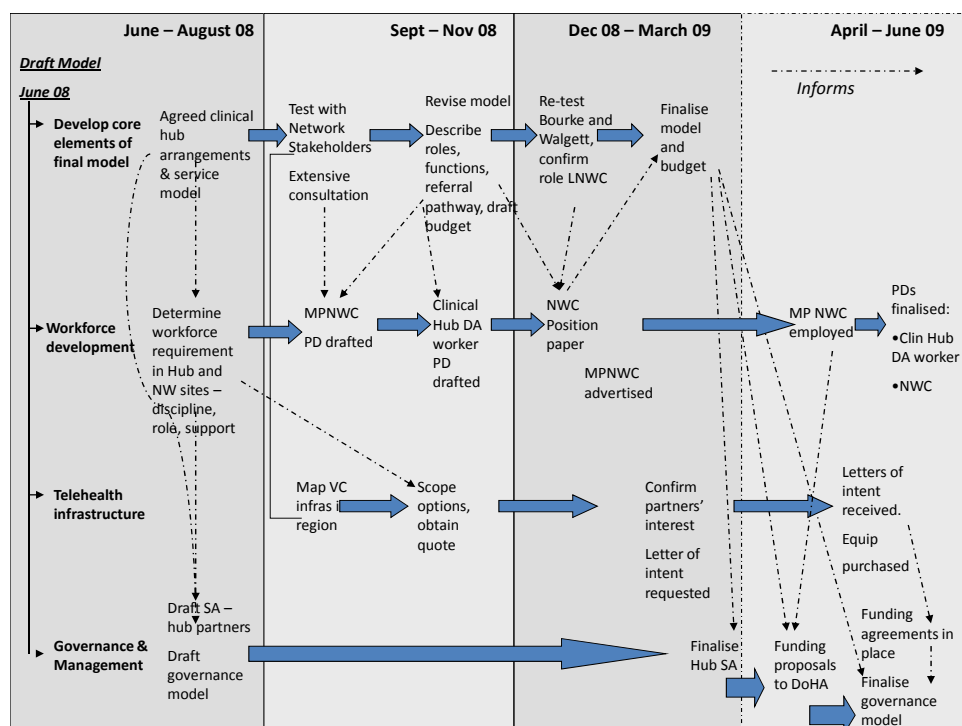 June – August 08
Sept - Nov 08
Dec 08 – March 09
April – June 09
Draft Model
June 08
Informs
Develop core
elements of
final model
Agreed clinical
hub
arrangements
& service
model
Test with
Network
Stakeholders
Extensive
consultation
Revise model
Describe
roles,
functions,
referral
pathway, draft
budget
Re-test
Bourke and
Walgett,
confirm
role LNWC
Finalise
model
and
budget
Workforce
development
Determine
workforce
requirement
in Hub and
NW sites –
discipline,
role, support
MPNWC
PD drafted
Clinical
Hub DA
worker
PD
drafted
NWC
Position
paper
MPNWC
advertised
MP NWC
employed
PDs
finalised:
•Clin Hub
DA worker
•NWC
Telehealth
infrastructure
Map VC
infras i
region
Scope
options,
obtain
quote
Confirm
partners'
interest
Letter of
intent
requested
Letters of
intent
received.
Equip
purchased
Governance &
Management
Draft SA –
hub partners
Draft
governance
model
Finalise
Hub SA
Funding
proposals
to DoHA
Funding
agreements in
place
Finalise
governance
model